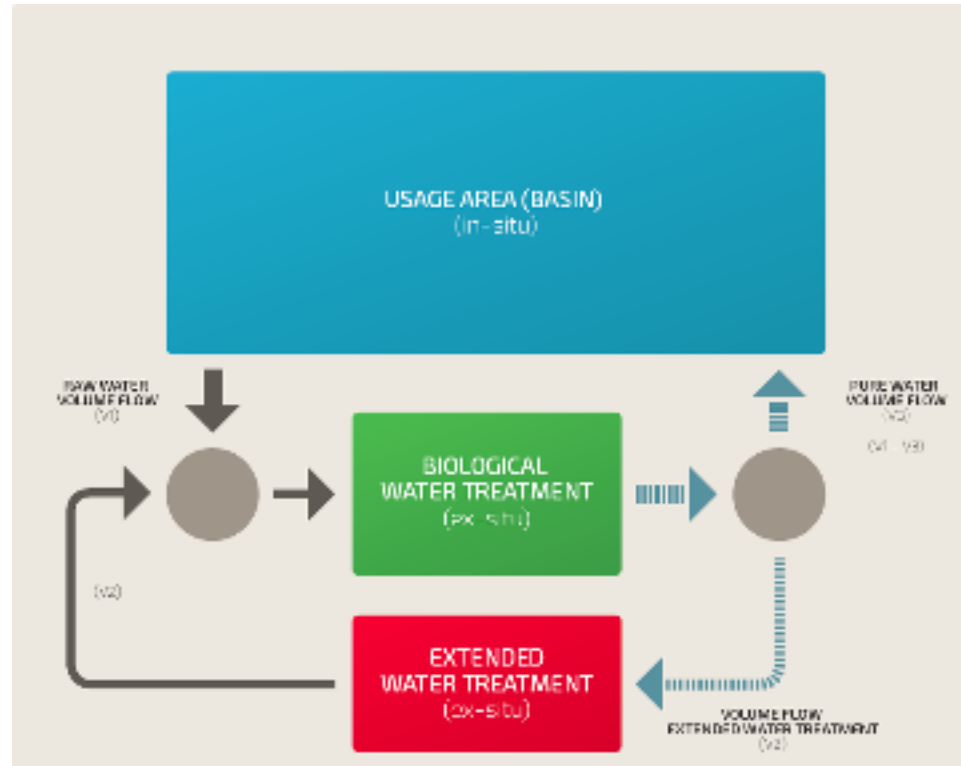 USAGE AREA (BASIN)
(in-situ)
RAW WATER
VOLUME FLOW
(V1)
PURE WATER
VOLUME FLOW
BIOLOGICAL
WATER TREATMENT
(ex-situ)
(V2)
EXTENDED
WATER TREATMENT
(ex-situ)
VOLUME FLOW
EXTENDED WATER TREATMENT